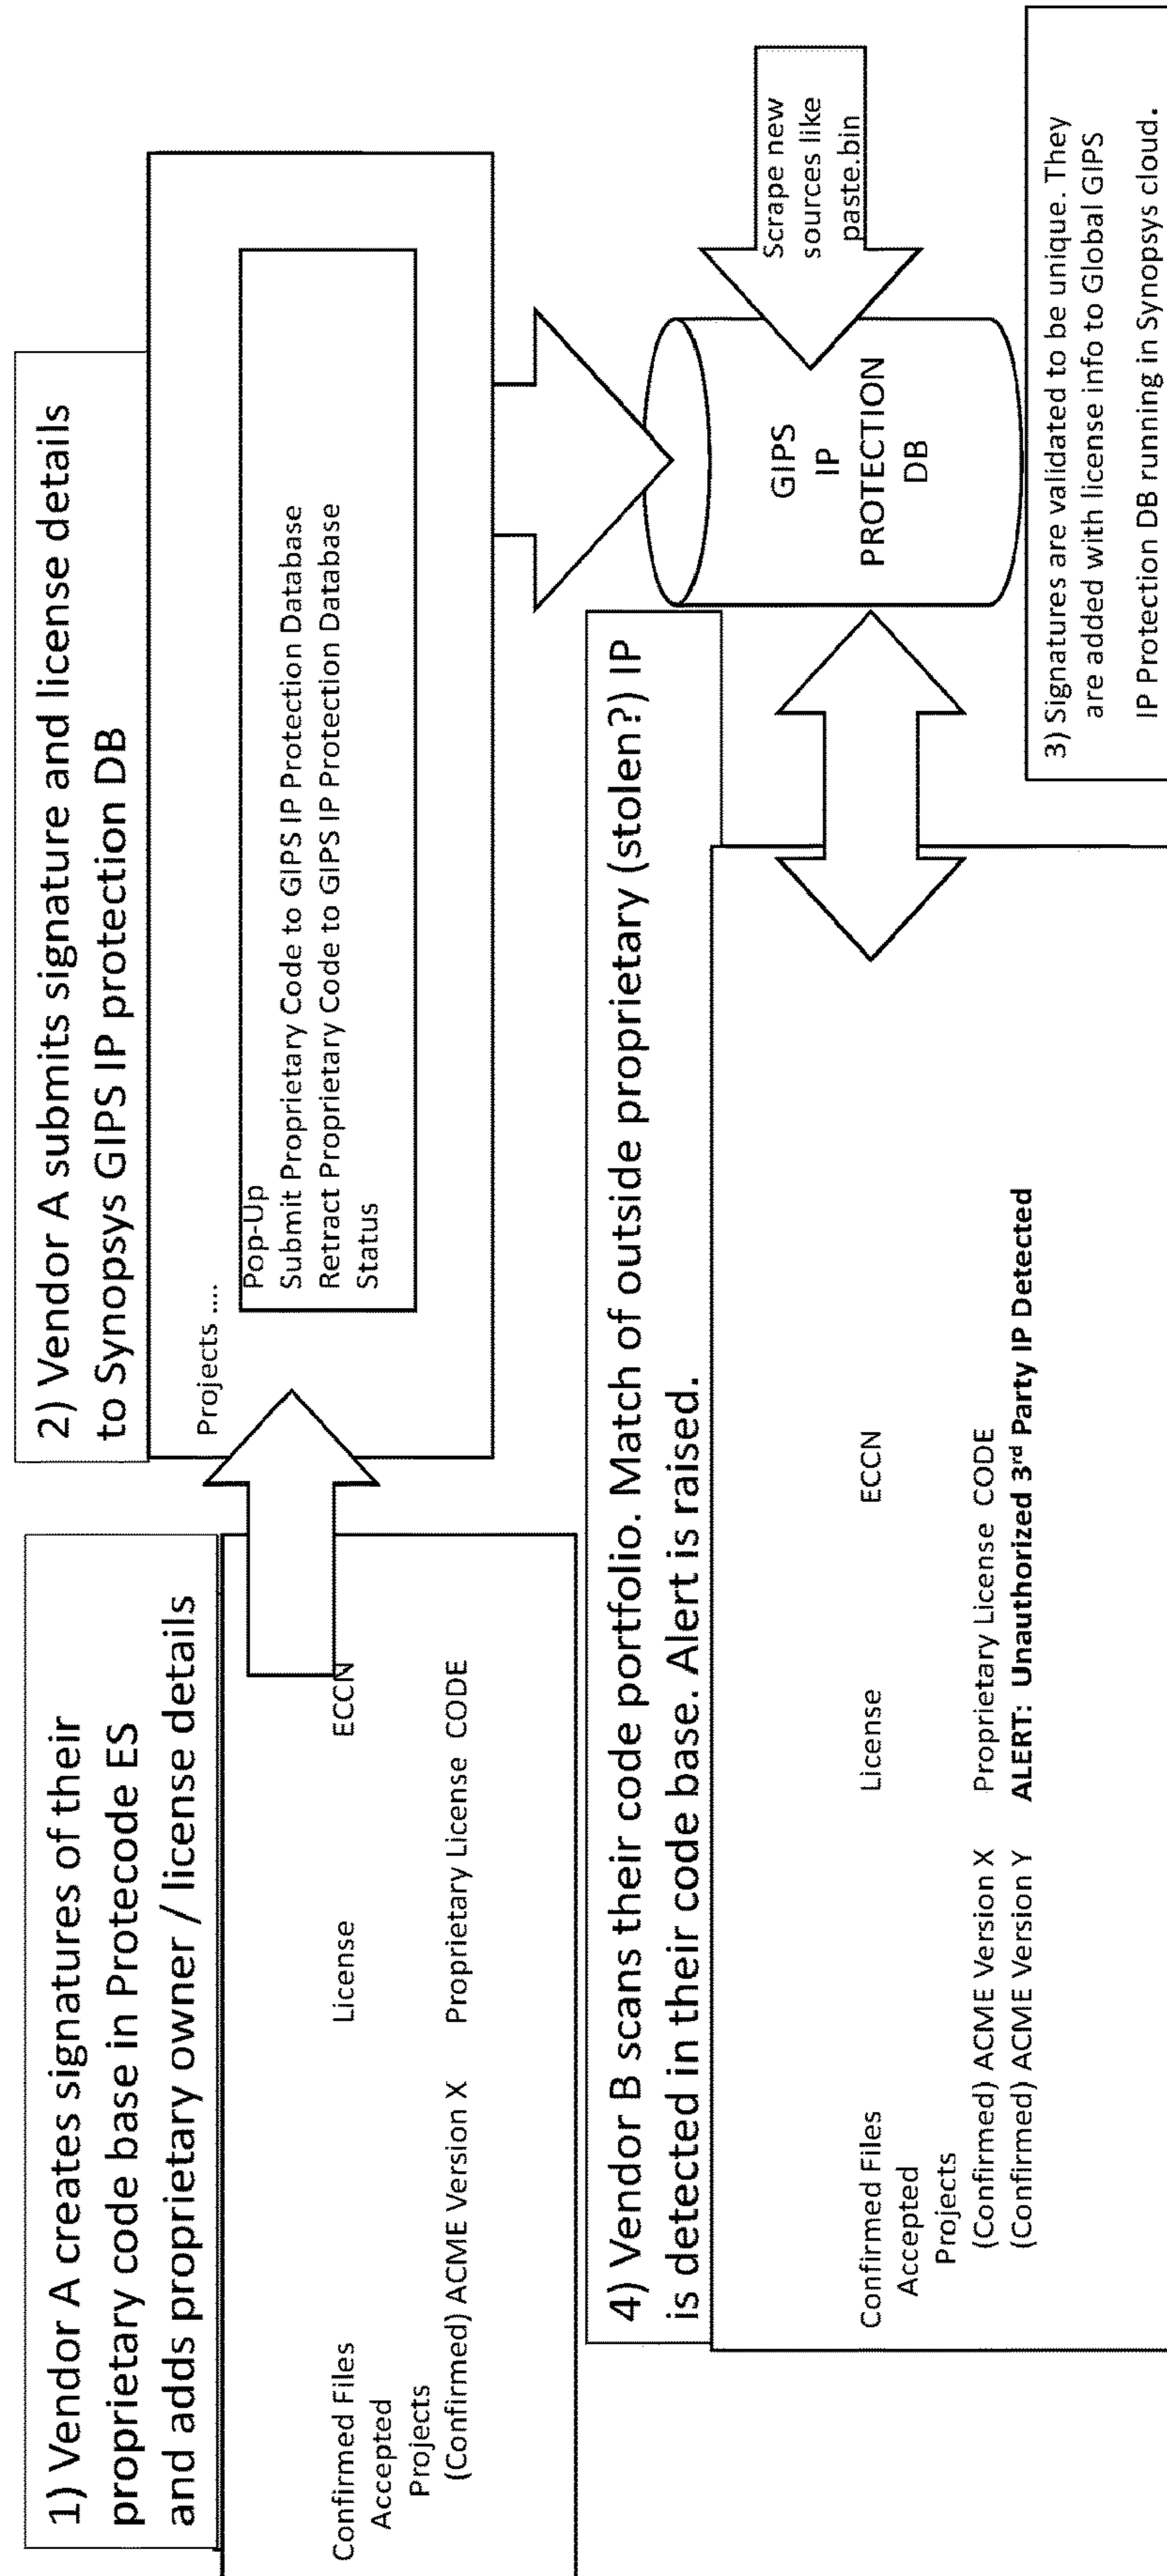 1) Vendor A creates signatures of their
proprietary code base in Protecode ES
and adds proprietary owner / license details
Confirmed Files License ECCN
Accepted
Projects
(Confirmed) ACME Version X Proprietary License CODE
2) Vendor A submits signature and license details
to Synopsy GIPS IP protection DB
Projects ....
Pop-Up
Submit Proprietary Code to GIPS IP Protection Database
Retract Proprietary Code to GIPS IP Protection Database
Status
4) Vendor B scans their code portfolio. Match of outside proprietary (stolen?) IP
is detected in their code base. Alert is raised.
Confirmed Files License ECCN
Accepted
Projects
(Confirmed) ACME Version X Proprietary License CODE
(Confirmed) ACME Version Y ALERT: Unauthorized 3rd Party IP Detected
GIPS
IP
PROTECTION
DB
Scrape new
sources like
paste.bin
3) Signatures are validated to be unique. They
are added with license info to Global GIPS
IP Protection DB running in Synopsys cloud.